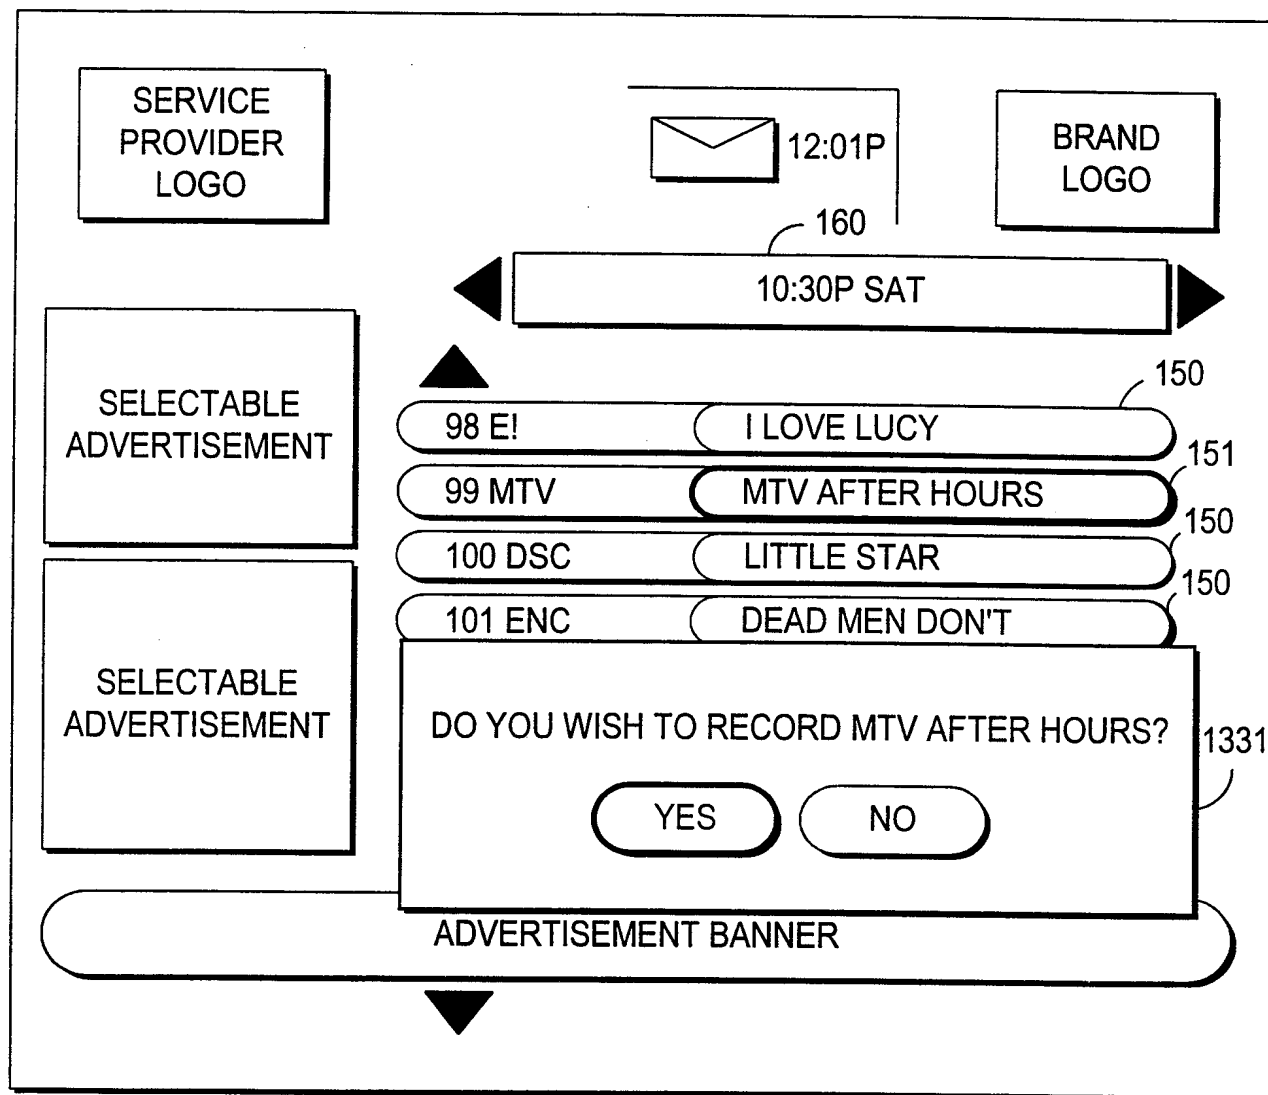 SERVICE
PROVIDER
LOGO
12:01P
BRAND
LOGO
160
10:30P SAT
SELECTABLE
ADVERTISEMENT
150
98 E! I LOVE LUCY
151
99 MTV MTV AFTER HOURS
150
100 DSC LITTLE STAR
150
101 ENC DEAD MEN DON'T
SELECTABLE
ADVERTISEMENT
DO YOU WISH TO RECORD MTV AFTER HOURS?
1331
YES NO
ADVERTISEMENT BANNER